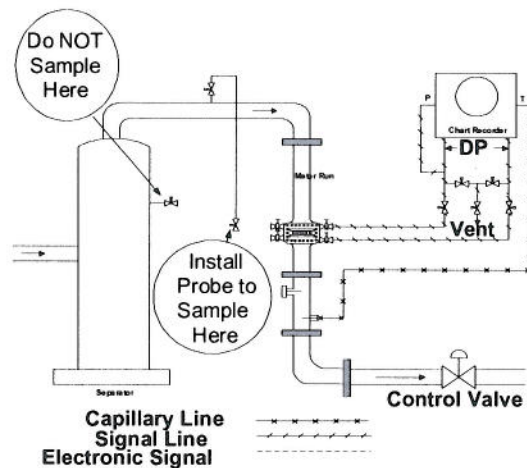 Do NOT
Sample
Here
P
T
Chart Recorder
DP
Meter Run
Vent
Install
Probe to
Sample
Here
Separator
Control Valve
Capillary Line
Signal Line
Electronic Signal